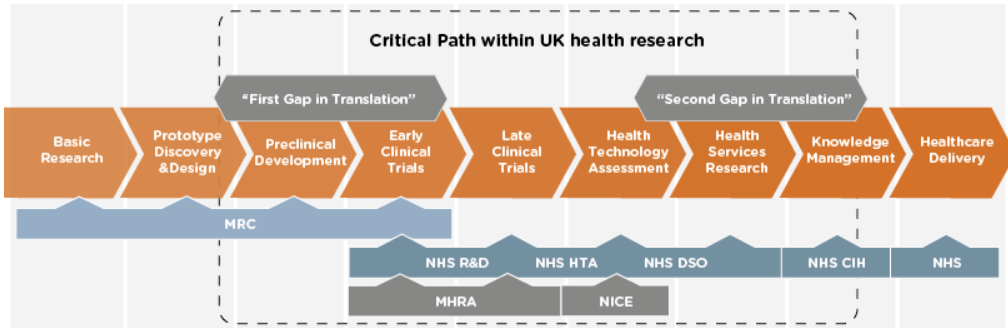 Critical Path within UK health research
"First Gap in Translation"
"Second Gap in Translation"
Basic
Research
Prototype
Discovery
&Design
Preclinical
Development
Early
Clinical
Trials
Late
Clinical
Trials
Health
Technology
Assessment
Health
Services
Research
Knowledge
Management
Healthcare
Delivery
MRC
NHS R&D
NHS HTA
NHS DSO
NHS CIH
NHS
MHRA
NICE